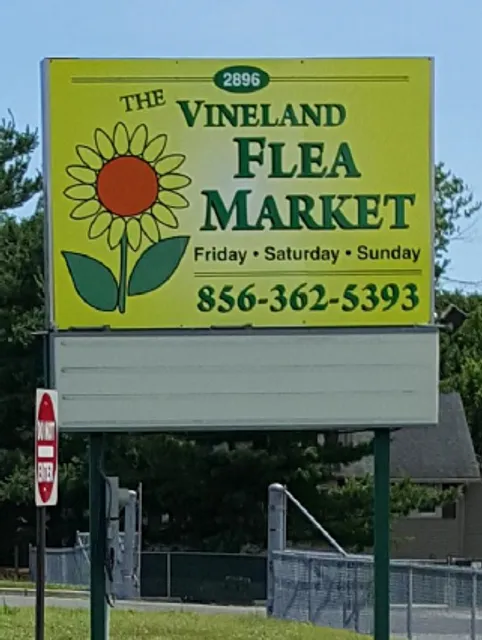 2896
THE
VINELAND
FLEA
MARKET
Friday • Saturday • Sunday
856-362-5393
DO NOT
ENTER